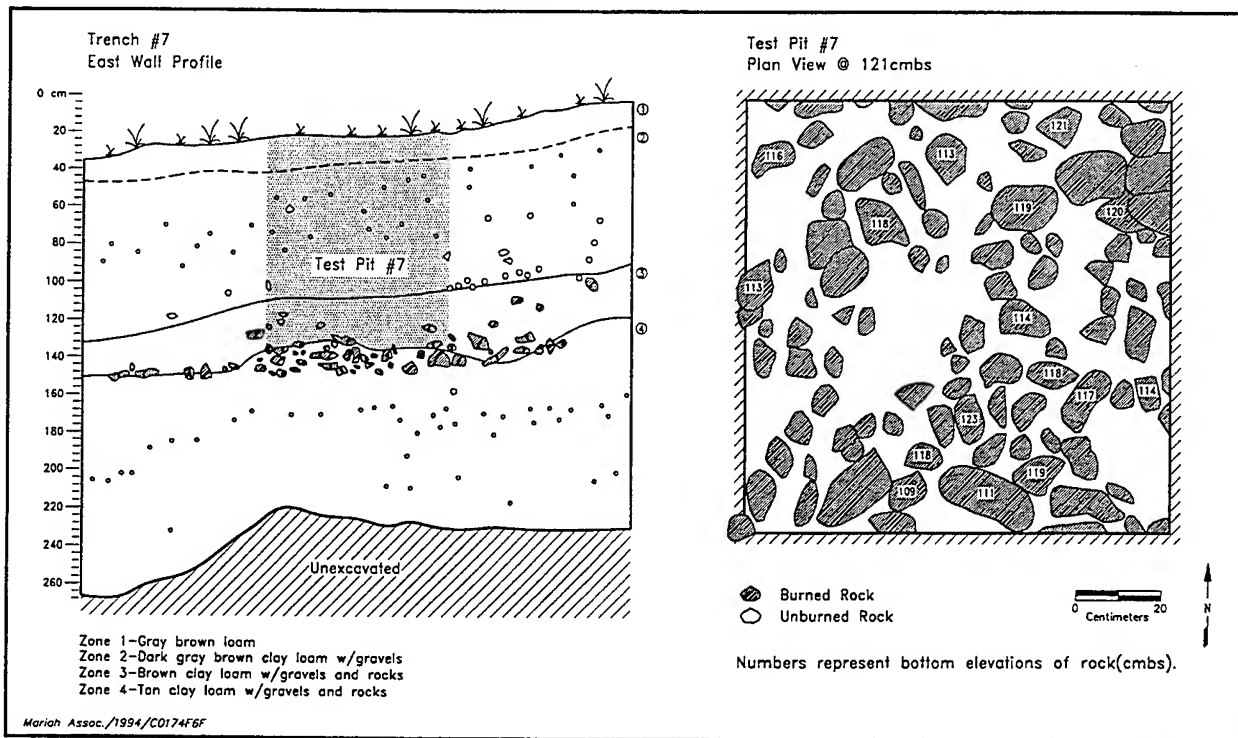 Trench #7
East Wall Profile
0 cm
20
40
60
80
100
120
140
160
180
200
220
240
260
1
2
3
4
Test Pit #7
Unexcavated
Zone 1-Gray brown loam
Zone 2-Dark gray brown clay loam w/gravels
Zone 3-Brown clay loam w/gravels and rocks
Zone 4-Tan clay loam w/gravels and rocks
Mariah Assoc./1994/C0174F6F
Test Pit #7
Plan View @ 121cmbs
121
116
113
119
118
120
113
114
118
117
114
123
118
119
109
111
Burned Rock
Unburned Rock
0 20
Centimeters
N
Numbers represent bottom elevations of rock(cmbs).